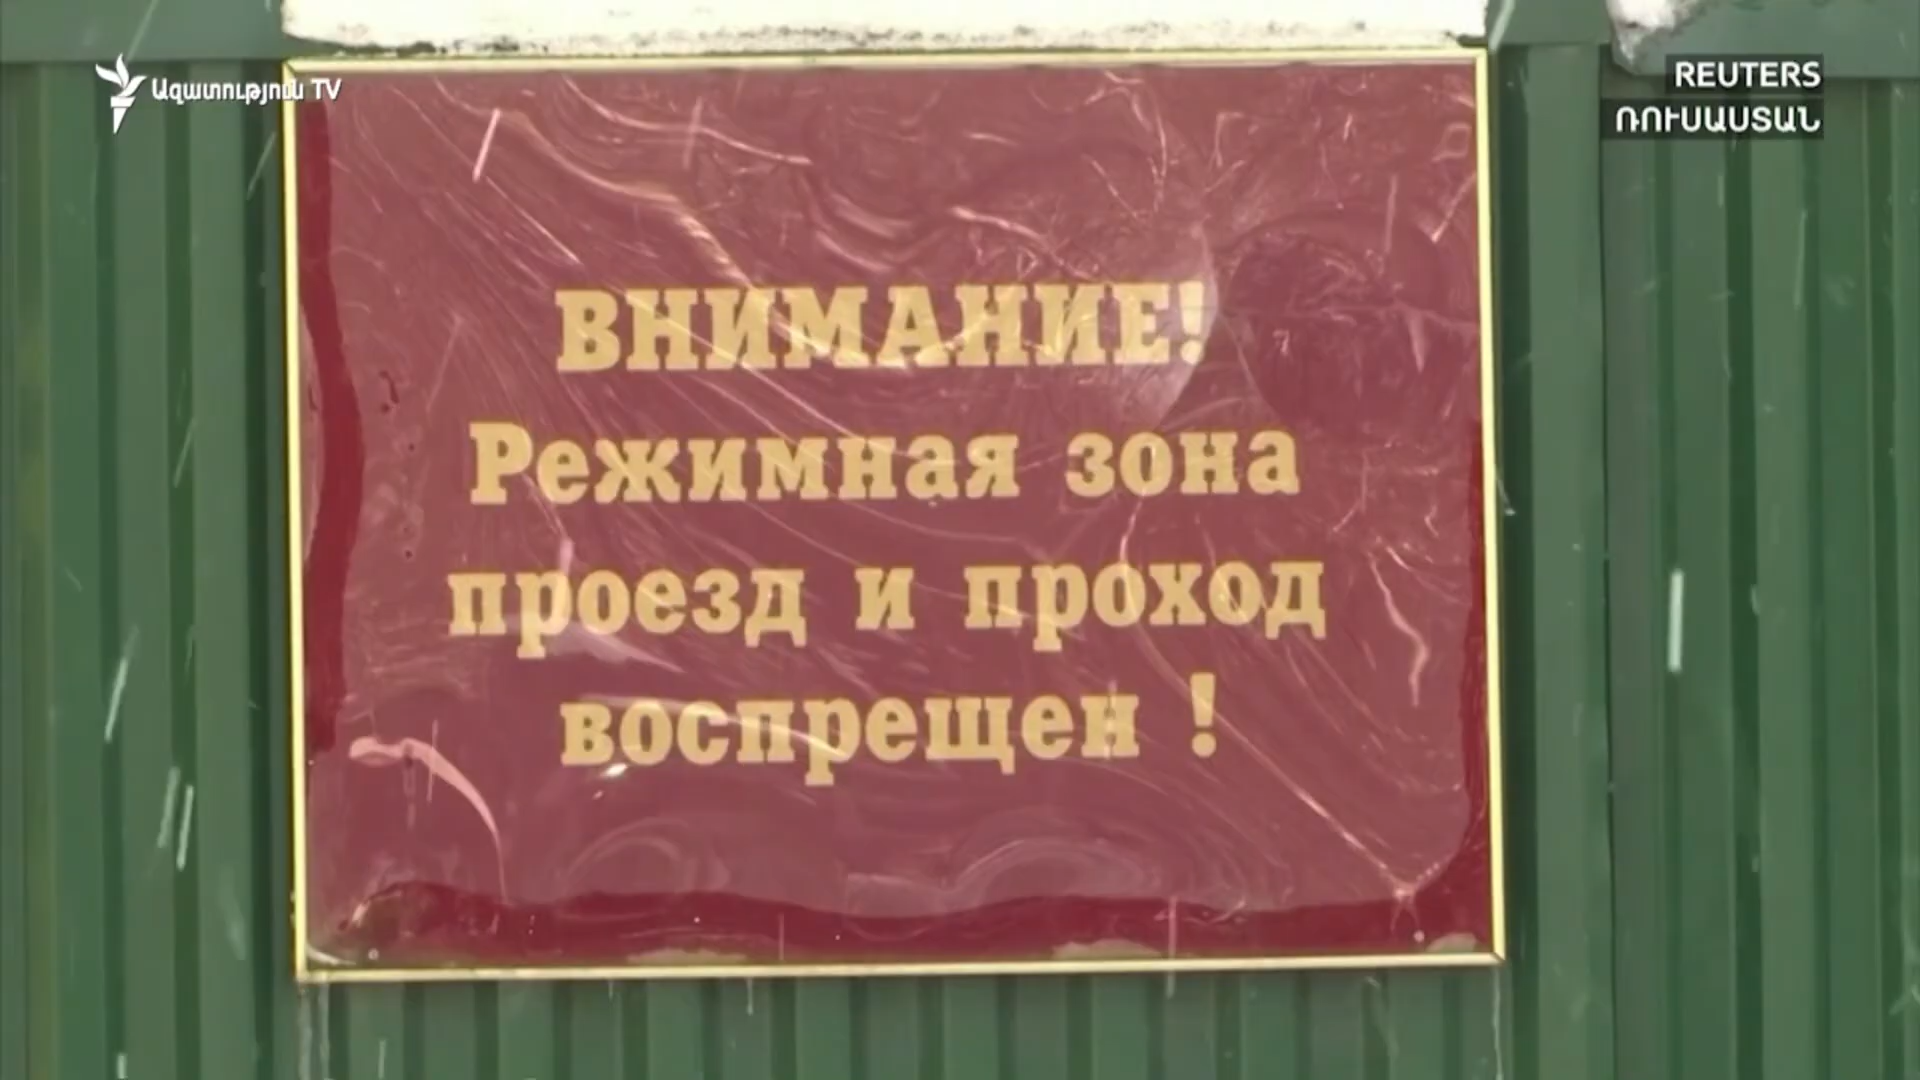 Ազատություն TV
REUTERS
ՌՈՒՍԱՍՏԱՆ
ВНИМАНИЕ!
Режимная зона
проезд и проход
воспрещен !